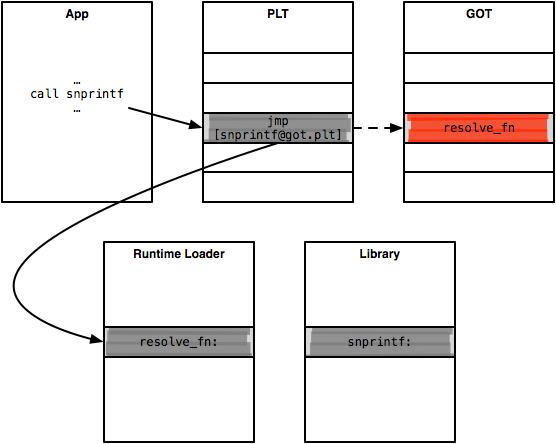 App
PLT
GOT
…
call snprintf
…
jmp
[snprintf@got.plt]
resolve_fn
Runtime Loader
Library
resolve_fn:
snprintf: